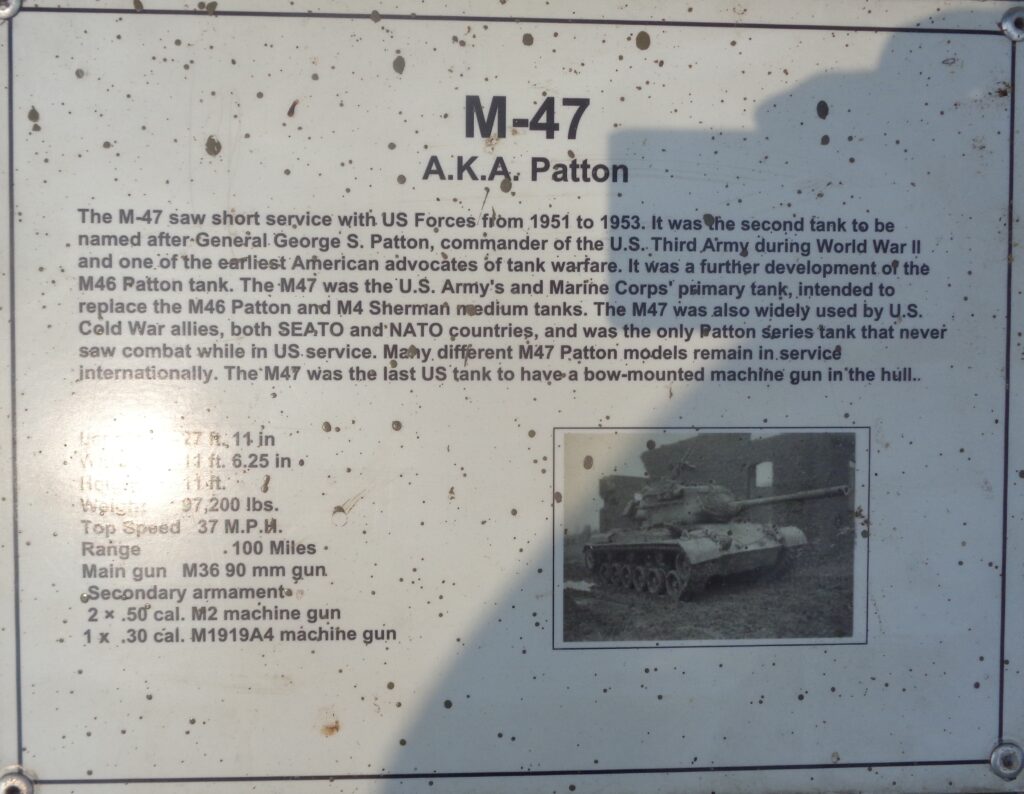 M-47
A.K.A. Patton
The M-47 saw short service with US Forces from 1951 to 1953. It was the second tank to be
named after General George S. Patton, commander of the U.S. Third Army during World War II
and one of the earliest American advocates of tank warfare. It was a further development of the
M46 Patton tank. The M47 was the U.S. Army's and Marine Corps' primary tank, intended to
replace the M46 Patton and M4 Sherman medium tanks. The M47 was also widely used by U.S.
Cold War allies, both SEATO and NATO countries, and was the only Patton series tank that never
saw combat while in US service. Many different M47 Patton models remain in service
internationally. The M47 was the last US tank to have a bow-mounted machine gun in the hull.
27 ft. 11 in
11 ft. 6.25 in
11 ft.
Weight 97,200 lbs.
Top Speed 37 M.P.H.
Range 100 Miles
Main gun M36 90 mm gun
Secondary armament
2 × .50 cal. M2 machine gun
1 x .30 cal. M1919A4 machine gun